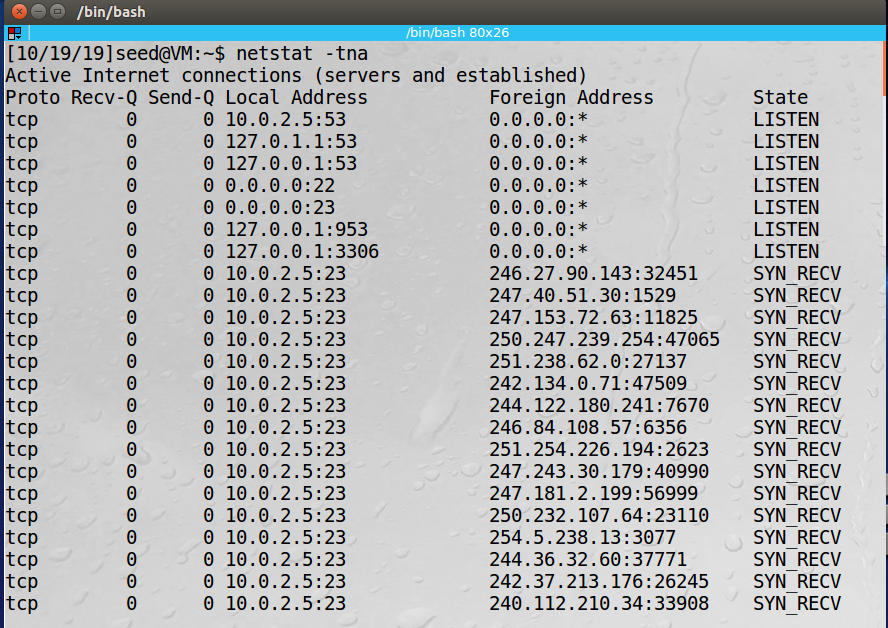 /bin/bash
/bin/bash 80x26
[10/19/19]seed@VM:~$ netstat -tna
Active Internet connections (servers and established)
Proto Recv-Q Send-Q Local Address           Foreign Address         State
tcp        0      0 10.0.2.5:53             0.0.0.0:*               LISTEN
tcp        0      0 127.0.1.1:53            0.0.0.0:*               LISTEN
tcp        0      0 127.0.0.1:53            0.0.0.0:*               LISTEN
tcp        0      0 0.0.0.0:22              0.0.0.0:*               LISTEN
tcp        0      0 0.0.0.0:23              0.0.0.0:*               LISTEN
tcp        0      0 127.0.0.1:953           0.0.0.0:*               LISTEN
tcp        0      0 127.0.0.1:3306          0.0.0.0:*               LISTEN
tcp        0      0 10.0.2.5:23             246.27.90.143:32451     SYN_RECV
tcp        0      0 10.0.2.5:23             247.40.51.30:1529       SYN_RECV
tcp        0      0 10.0.2.5:23             247.153.72.63:11825     SYN_RECV
tcp        0      0 10.0.2.5:23             250.247.239.254:47065   SYN_RECV
tcp        0      0 10.0.2.5:23             251.238.62.0:27137      SYN_RECV
tcp        0      0 10.0.2.5:23             242.134.0.71:47509      SYN_RECV
tcp        0      0 10.0.2.5:23             244.122.180.241:7670    SYN_RECV
tcp        0      0 10.0.2.5:23             246.84.108.57:6356      SYN_RECV
tcp        0      0 10.0.2.5:23             251.254.226.194:2623    SYN_RECV
tcp        0      0 10.0.2.5:23             247.243.30.179:40990    SYN_RECV
tcp        0      0 10.0.2.5:23             247.181.2.199:56999     SYN_RECV
tcp        0      0 10.0.2.5:23             250.232.107.64:23110    SYN_RECV
tcp        0      0 10.0.2.5:23             254.5.238.13:3077       SYN_RECV
tcp        0      0 10.0.2.5:23             244.36.32.60:37771      SYN_RECV
tcp        0      0 10.0.2.5:23             242.37.213.176:26245    SYN_RECV
tcp        0      0 10.0.2.5:23             240.112.210.34:33908    SYN_RECV